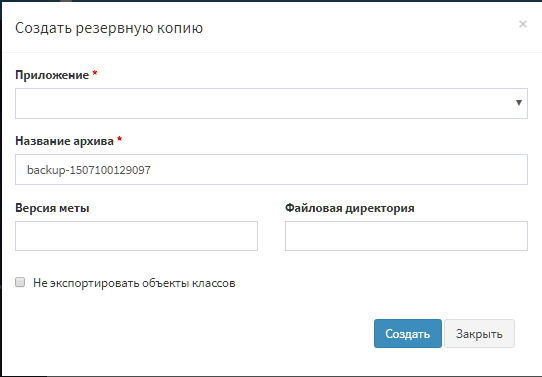 Создать резервную копию
×
Приложение *
Название архива *
backup-1507100129097
Версия меты Файловая директория
Не экспортировать объекты классов
Создать Закрыть